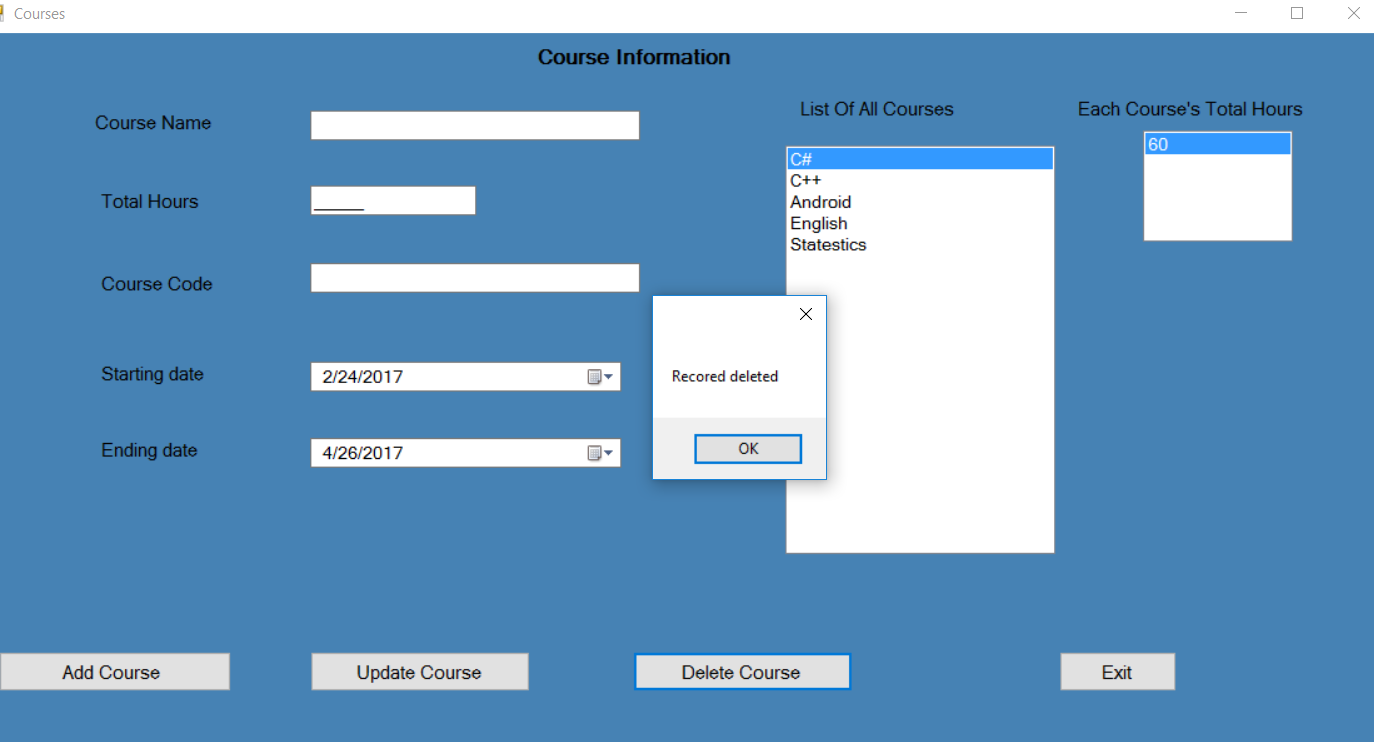 Courses
Course Information
Course Name
Total Hours
_____
Course Code
Starting date
2/24/2017
Ending date
4/26/2017
List Of All Courses
C#
C++
Android
English
Statestics
Each Course's Total Hours
60
Recored deleted
OK
Add Course
Update Course
Delete Course
Exit